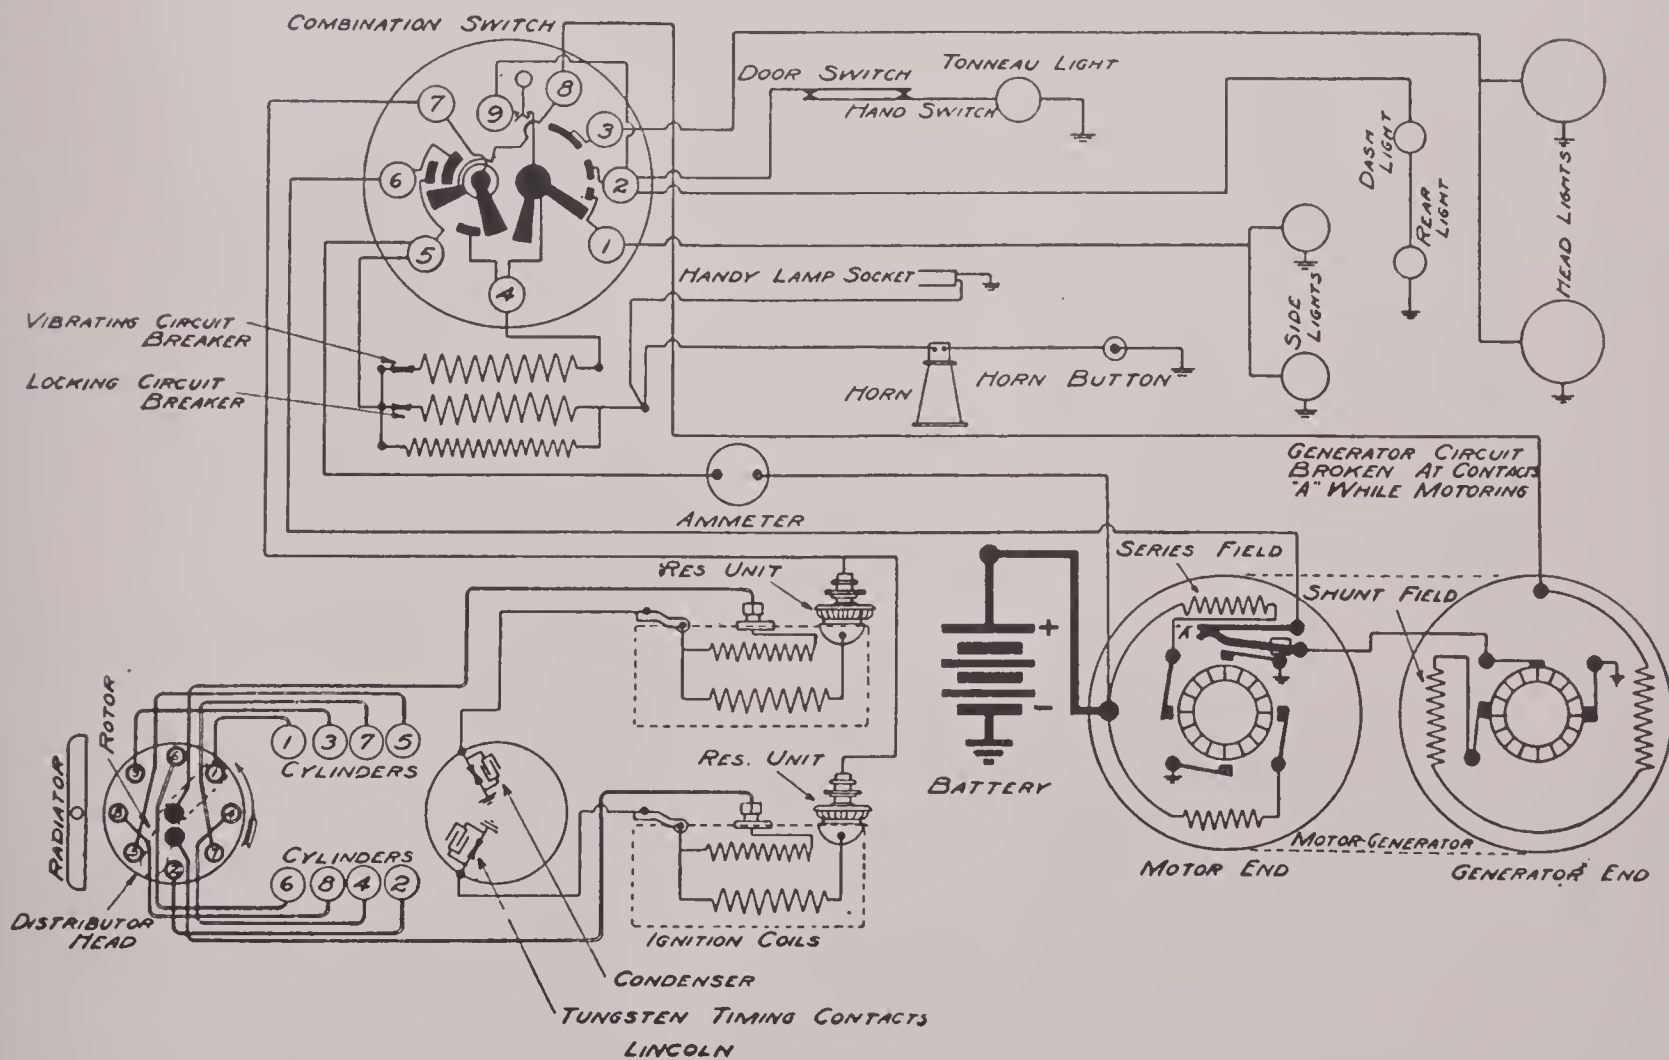 COMBINATION SWITCH
7
9
8
3
6
2
5
1
4
DOOR SWITCH
HAND SWITCH
TONNEAU LIGHT
DASH
LIGHT
REAR
LIGHT
HEAD LIGHTS
SIDE
LIGHTS
HANDY LAMP SOCKET
VIBRATING CIRCUIT
BREAKER
LOCKING CIRCUIT
BREAKER
HORN
HORN BUTTON
AMMETER
GENERATOR CIRCUIT
BROKEN AT CONTACTS
"A" WHILE MOTORING
SERIES FIELD
SHUNT FIELD
"A"
RES UNIT
+
-
BATTERY
MOTOR-GENERATOR
MOTOR END
GENERATOR END
RADIATOR
ROTOR
1 3 7 5
CYLINDERS
CYLINDERS
6 8 4 2
DISTRIBUTOR
HEAD
RES. UNIT
IGNITION COILS
CONDENSER
TUNGSTEN TIMING CONTACTS
LINCOLN